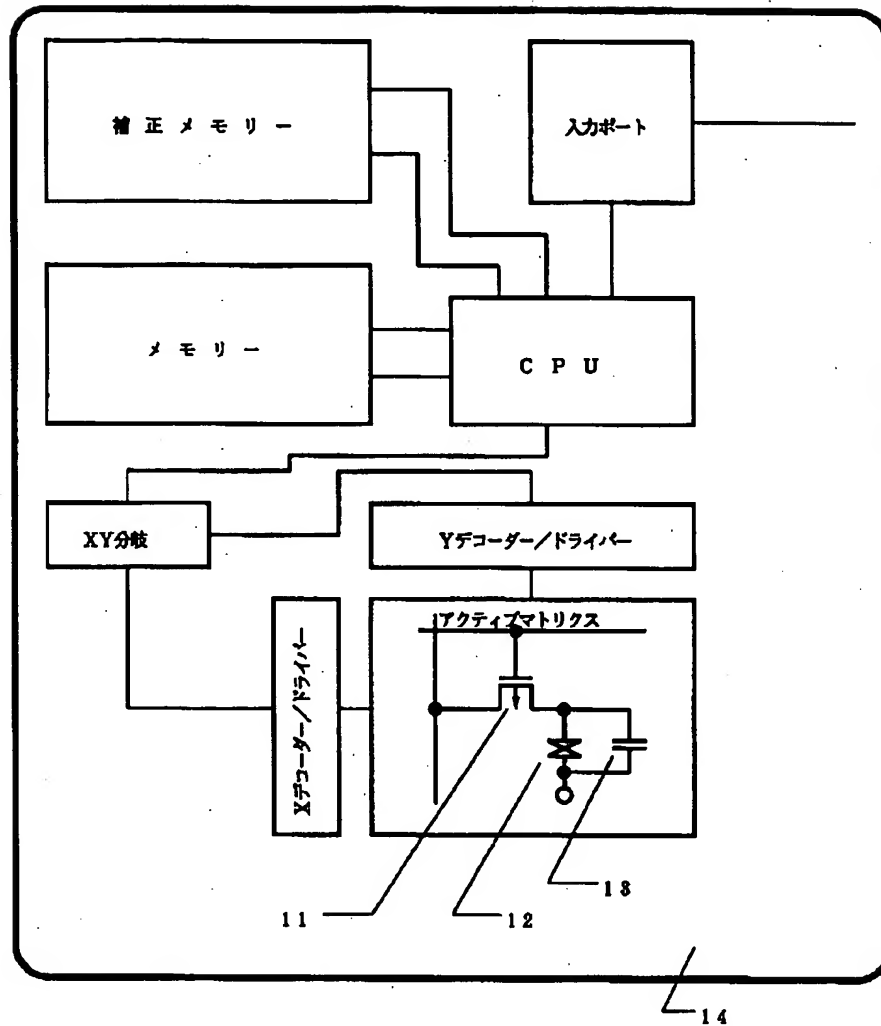 補正メモリー
入力ポート
メモリー
CPU
XY分岐
Yデコーダー/ドライバー
Xデコーダー/ドライバー
アクティブマトリクス
11
12
13
14